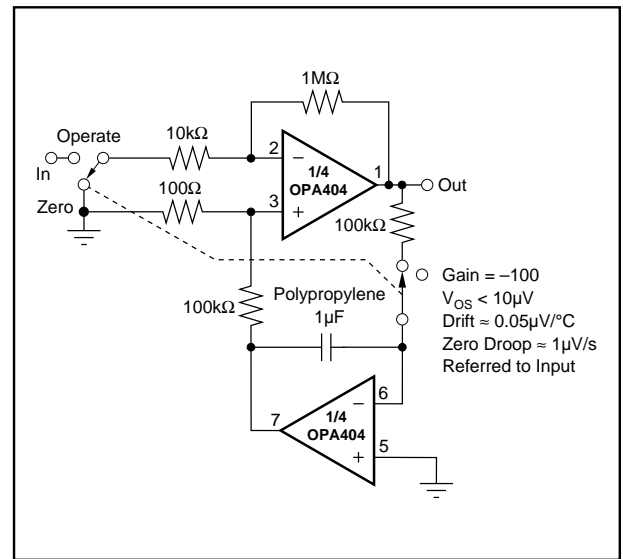 1MΩ
Operate
10kΩ
In
2
–
1/4
OPA404
1
Out
100Ω
3
+
Zero
100kΩ
100kΩ
Polypropylene
1µF
Gain = –100
V_OS < 10µV
Drift ≈ 0.05µV/°C
Zero Droop ≈ 1µV/s
Referred to Input
–
6
7
1/4
OPA404
+
5